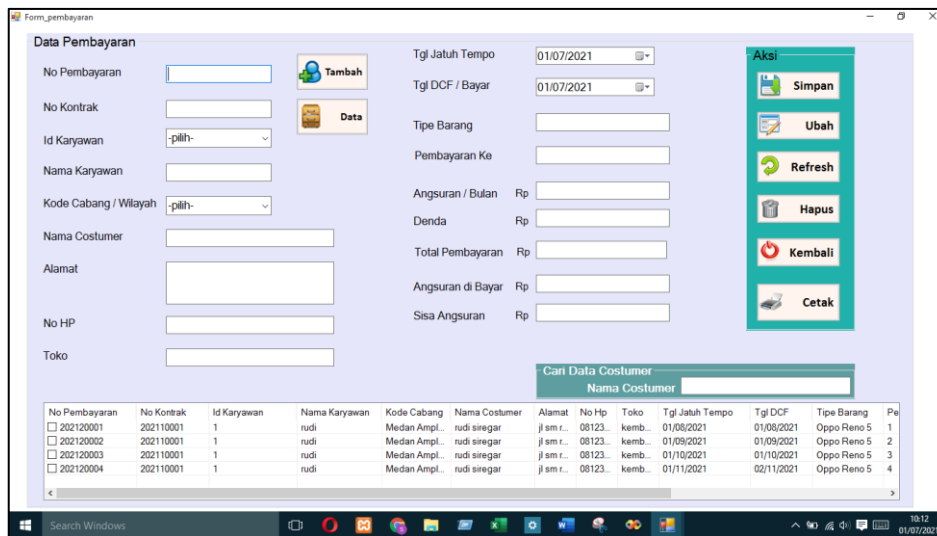 Form_pembayaran
Data Pembayaran
No Pembayaran
Tambah
No Kontrak
Data
Id Karyawan -pilih-
Nama Karyawan
Kode Cabang / Wilayah -pilih-
Nama Costumer
Alamat
No HP
Toko
Tgl Jatuh Tempo 01/07/2021
Tgl DCF / Bayar 01/07/2021
Tipe Barang
Pembayaran Ke
Angsuran / Bulan Rp
Denda Rp
Total Pembayaran Rp
Angsuran di Bayar Rp
Sisa Angsuran Rp
Aksi
Simpan
Ubah
Refresh
Hapus
Kembali
Cetak
Cari Data Costumer
Nama Costumer
No Pembayaran No Kontrak Id Karyawan Nama Karyawan Kode Cabang Nama Costumer Alamat No Hp Toko Tgl Jatuh Tempo Tgl DCF Tipe Barang Pe
202120001 202110001 1 rudi Medan Ampl... rudi siregar jl sm r... 08123... kemb... 01/08/2021 01/08/2021 Oppo Reno 5 1
202120002 202110001 1 rudi Medan Ampl... rudi siregar jl sm r... 08123... kemb... 01/09/2021 01/09/2021 Oppo Reno 5 2
202120003 202110001 1 rudi Medan Ampl... rudi siregar jl sm r... 08123... kemb... 01/10/2021 01/10/2021 Oppo Reno 5 3
202120004 202110001 1 rudi Medan Ampl... rudi siregar jl sm r... 08123... kemb... 01/11/2021 02/11/2021 Oppo Reno 5 4
Search Windows
10:12
01/07/2021